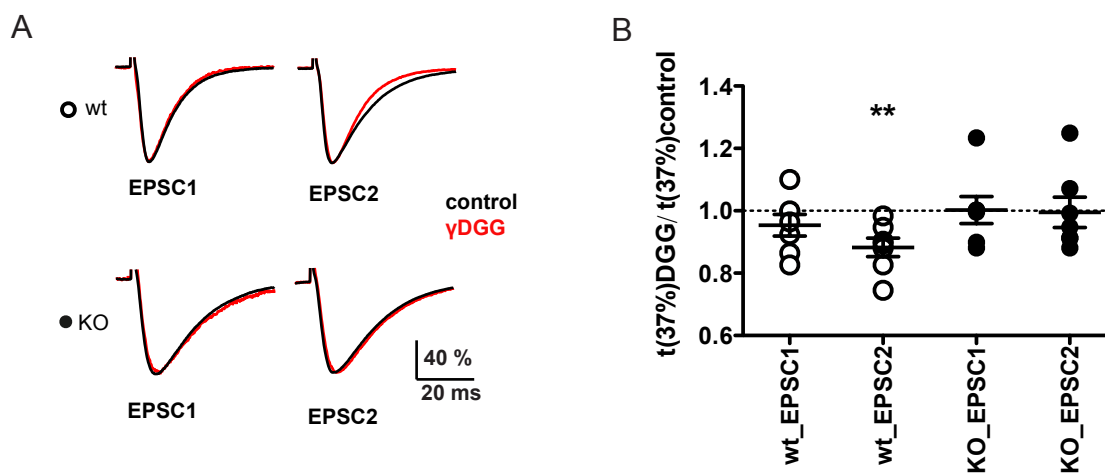 A
wt
EPSC1
EPSC2
control
γDGG
KO
EPSC1
EPSC2
40 %
20 ms
B
t(37%)DGG/ t(37%)control
1.4
1.2
1.0
0.8
0.6
**
wt_EPSC1
wt_EPSC2
KO_EPSC1
KO_EPSC2